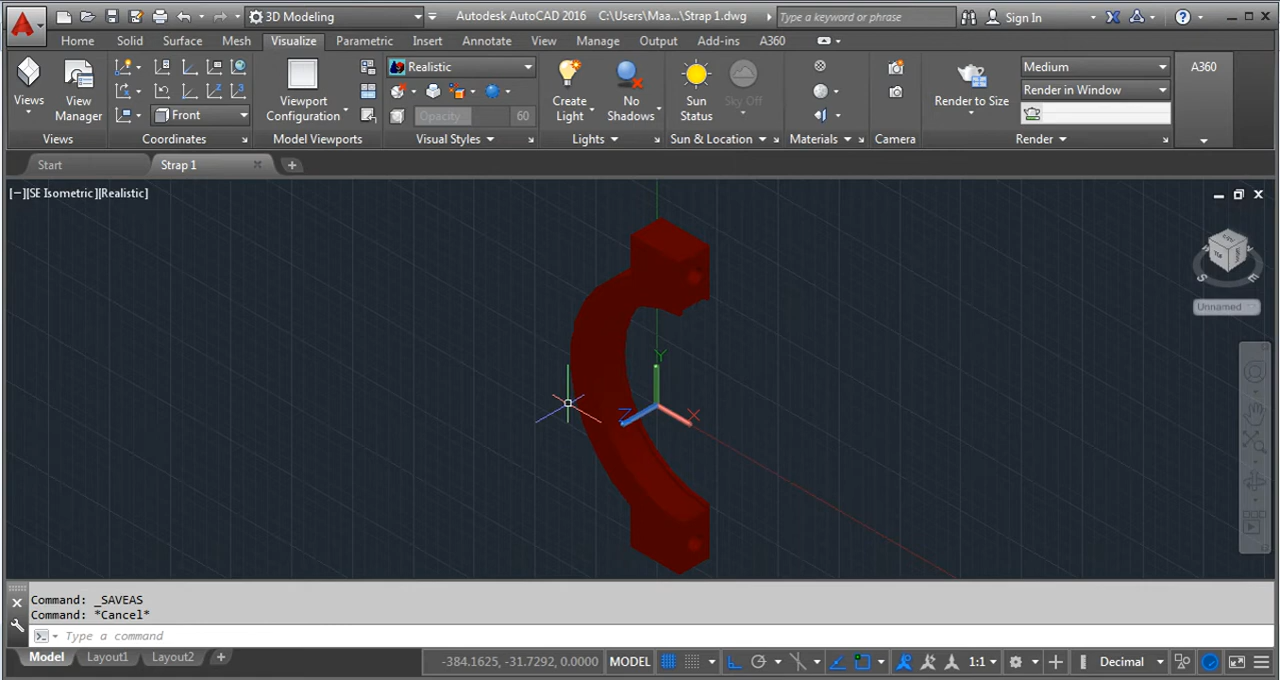 3D Modeling
Autodesk AutoCAD 2016 C:\Users\Maa...\Strap 1.dwg
Type a keyword or phrase
Sign In
Home Solid Surface Mesh Visualize Parametric Insert Annotate View Manage Output Add-ins A360
Views
View
Manager
Views
Front
Coordinates
Viewport
Configuration
Model Viewports
Realistic
Opacity 60
Visual Styles
Create
Light
No
Shadows
Lights
Sun
Status
Sky Off
Sun & Location
Materials
Camera
Render to Size
Medium
Render in Window
Render
A360
Start
Strap 1
[−][SE Isometric][Realistic]
S
E
Unnamed
Y
Z
X
Command: _SAVEAS
Command: *Cancel*
Type a command
Model Layout1 Layout2 +
-384.1625, -31.7292, 0.0000 MODEL 1:1 Decimal